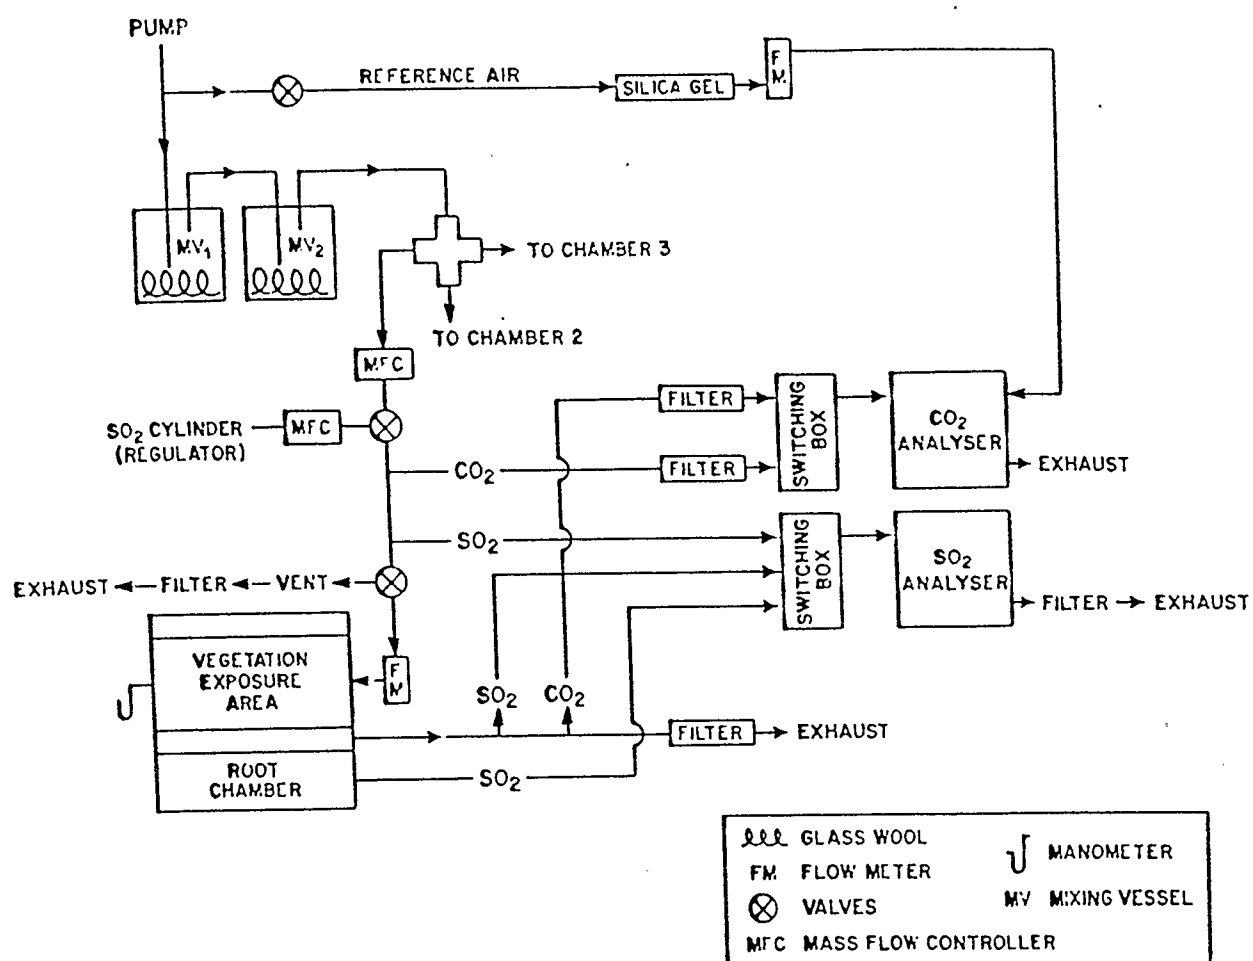 PUMP
REFERENCE AIR
SILICA GEL
FM
MV1
MV2
TO CHAMBER 3
TO CHAMBER 2
MFC
SO2 CYLINDER
(REGULATOR)
MFC
FILTER
SWITCHING
BOX
CO2
ANALYSER
CO2
FILTER
EXHAUST
SO2
SWITCHING
BOX
SO2
ANALYSER
EXHAUST
FILTER
VENT
FILTER
EXHAUST
VEGETATION
EXPOSURE
AREA
FM
SO2
CO2
FILTER
EXHAUST
ROOT
CHAMBER
SO2
GLASS WOOL
MANOMETER
FM FLOW METER
MV MIXING VESSEL
VALVES
MFC MASS FLOW CONTROLLER